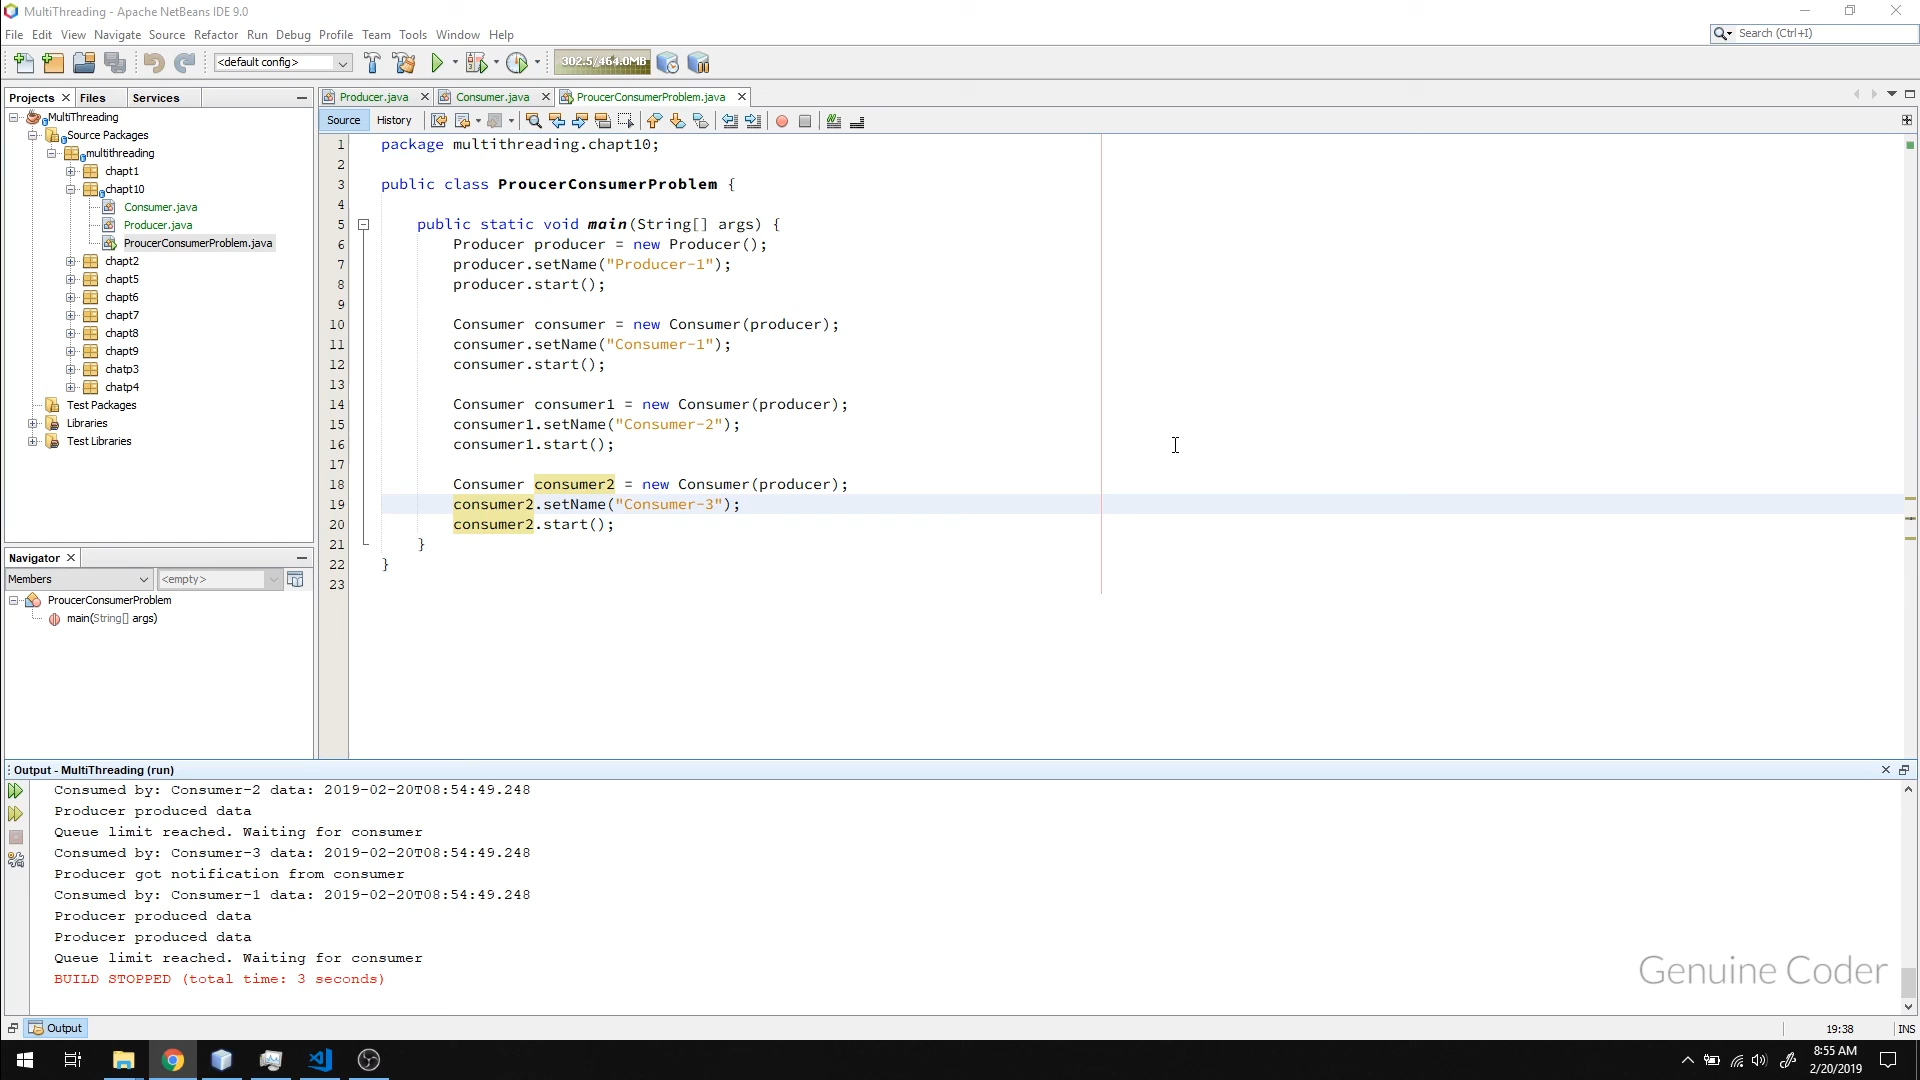 MultiThreading - Apache NetBeans IDE 9.0
File Edit View Navigate Source Refactor Run Debug Profile Team Tools Window Help
Search (Ctrl+I)
<default config>
302.5/464.0MB
Projects Files Services
Producer.java Consumer.java ProucerConsumerProblem.java
Source History
MultiThreading
Source Packages
multithreading
chapt1
chapt10
Consumer.java
Producer.java
ProucerConsumerProblem.java
chapt2
chapt5
chapt6
chapt7
chapt8
chapt9
chatp3
chatp4
Test Packages
Libraries
Test Libraries
Navigator
Members <empty>
ProucerConsumerProblem
main(String[] args)
1 package multithreading.chapt10;
2
3 public class ProucerConsumerProblem {
4
5 public static void main(String[] args) {
6 Producer producer = new Producer();
7 producer.setName("Producer-1");
8 producer.start();
9
10 Consumer consumer = new Consumer(producer);
11 consumer.setName("Consumer-1");
12 consumer.start();
13
14 Consumer consumer1 = new Consumer(producer);
15 consumer1.setName("Consumer-2");
16 consumer1.start();
17
18 Consumer consumer2 = new Consumer(producer);
19 consumer2.setName("Consumer-3");
20 consumer2.start();
21 }
22 }
23
Output - MultiThreading (run)
Consumed by: Consumer-2 data: 2019-02-20T08:54:49.248
Producer produced data
Queue limit reached. Waiting for consumer
Consumed by: Consumer-3 data: 2019-02-20T08:54:49.248
Producer got notification from consumer
Consumed by: Consumer-1 data: 2019-02-20T08:54:49.248
Producer produced data
Producer produced data
Queue limit reached. Waiting for consumer
BUILD STOPPED (total time: 3 seconds)
Genuine Coder
Output
19:38 INS
8:55 AM
2/20/2019